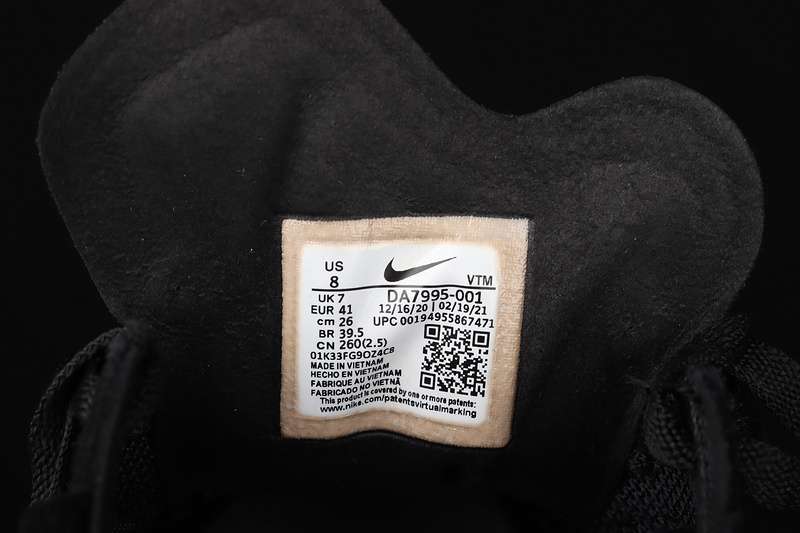 US
8
VTM
UK 7
DA7995-001
EUR 41
12/16/20 | 02/19/21
cm 26
UPC 00194955867471
BR 39.5
CN 260(2.5)
01K33FG9OZ4CB
MADE IN VIETNAM
HECHO EN VIETNAM
FABRIQUE AU VIETNAM
FABRICADO NO VIETNÃ
This product is covered by one or more patents:
www.nike.com/patentsvirtualmarking